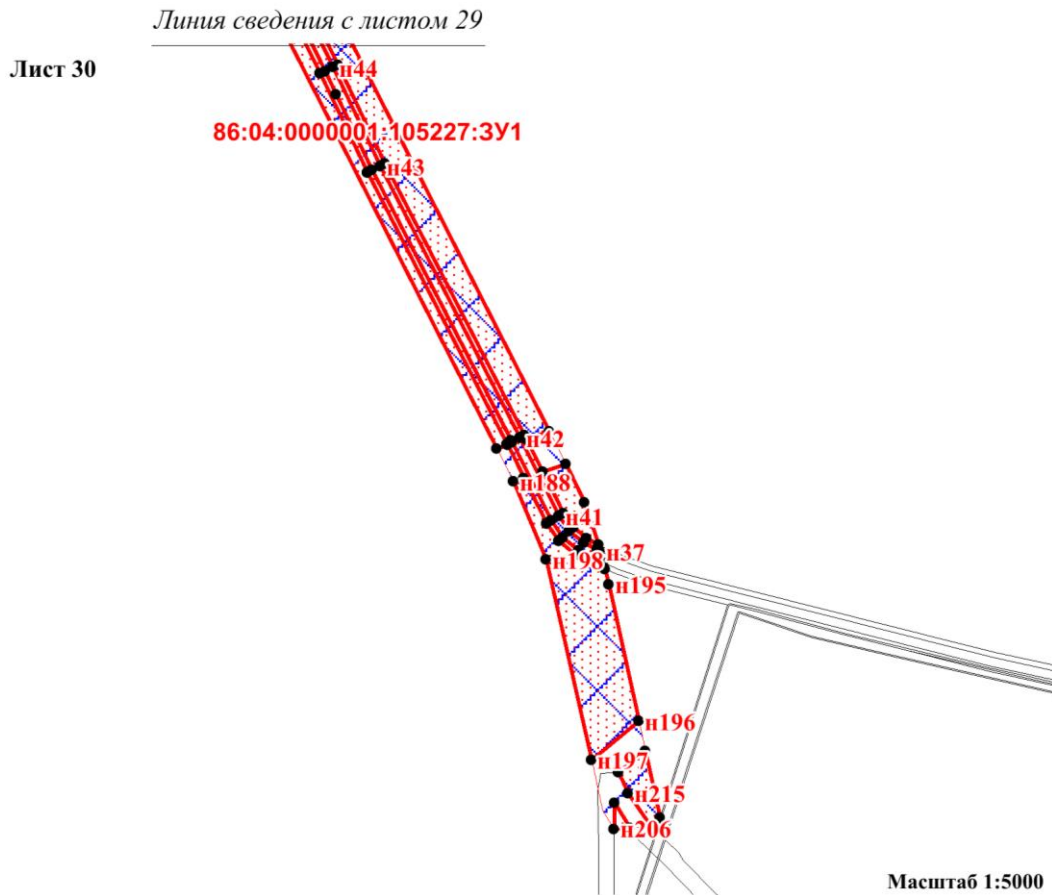 Линия сведения с листом 29
Лист 30
н44
86:04:0000001:105227:ЗУ1
н43
н42
н188
н41
н37
н198
н195
н196
н197
н215
н206
Масштаб 1:5000